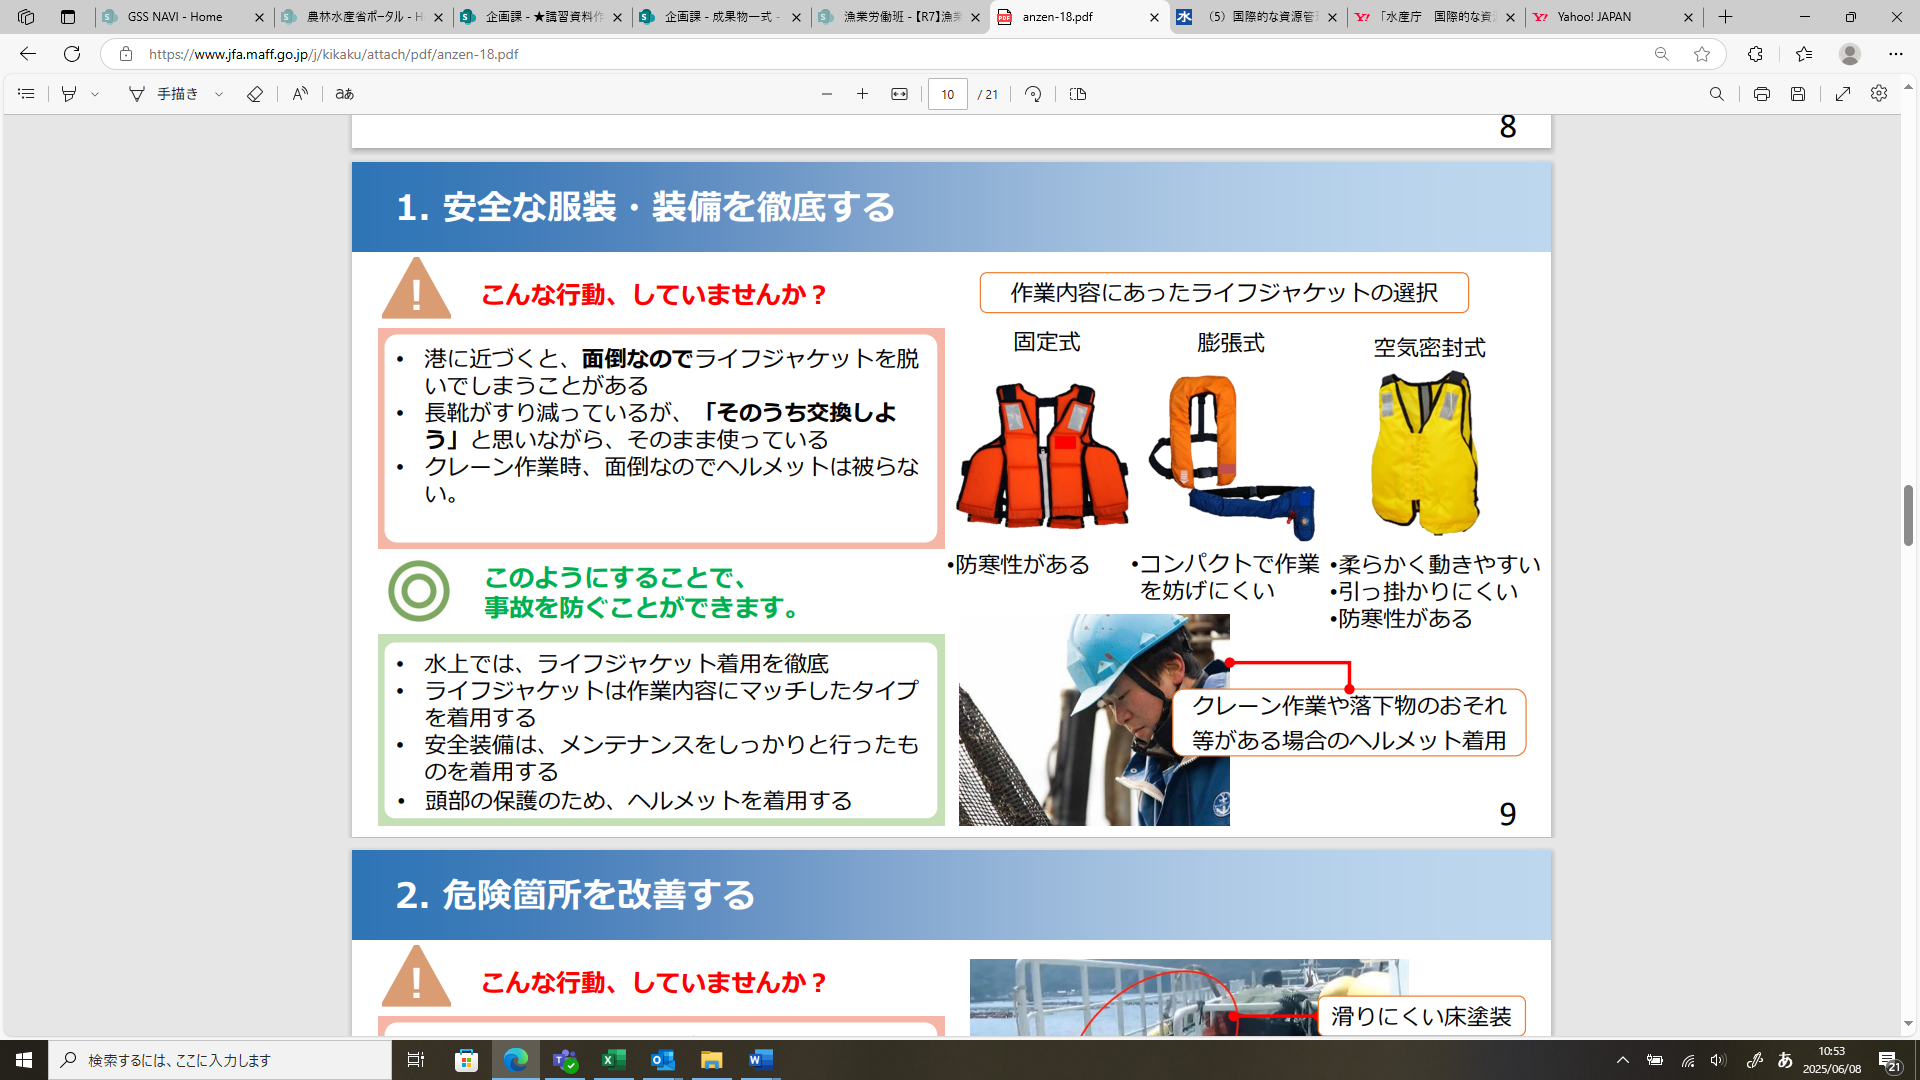 GSS NAVI - Home
農林水産省ポータル - H
企画課 - ★講習資料作
企画課 - 成果物一式 -
漁業労働班 - 【R7】漁業
anzen-18.pdf
（5）国際的な資源管理
「水産庁　国際的な資源
Yahoo! JAPAN
https://www.jfa.maff.go.jp/j/kikaku/attach/pdf/anzen-18.pdf
手描き
aあ
10 / 21
8
1. 安全な服装・装備を徹底する
こんな行動、していませんか？
• 港に近づくと、面倒なのでライフジャケットを脱
いでしまうことがある
• 長靴がすり減っているが、「そのうち交換しよ
う」と思いながら、そのまま使っている
• クレーン作業時、面倒なのでヘルメットは被らな
い。
このようにすることで、
事故を防ぐことができます。
• 水上では、ライフジャケット着用を徹底
• ライフジャケットは作業内容にマッチしたタイプ
を着用する
• 安全装備は、メンテナンスをしっかりと行ったも
のを着用する
• 頭部の保護のため、ヘルメットを着用する
作業内容にあったライフジャケットの選択
固定式
膨張式
空気密封式
•防寒性がある
•コンパクトで作業
を妨げにくい
•柔らかく動きやすい
•引っ掛かりにくい
•防寒性がある
クレーン作業や落下物のおそれ
等がある場合のヘルメット着用
9
2. 危険箇所を改善する
こんな行動、していませんか？
滑りにくい床塗装
検索するには、ここに入力します
あ
10:53
2025/06/08
21